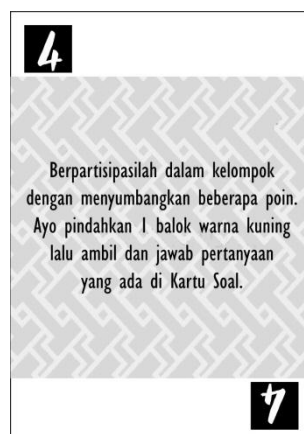 4
Berpartisipasilah dalam kelompok
dengan menyumbangkan beberapa poin.
Ayo pindahkan 1 balok warna kuning
lalu ambil dan jawab pertanyaan
yang ada di Kartu Soal.
4